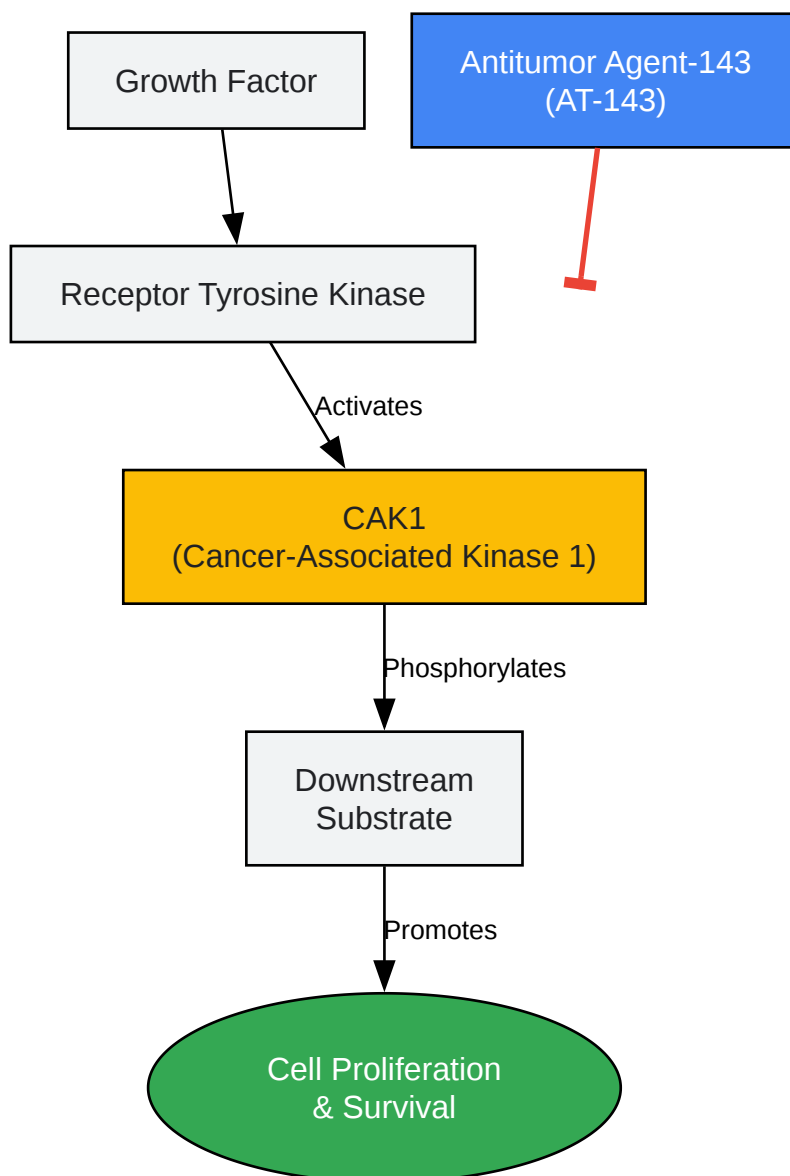 Growth Factor
Antitumor Agent-143
(AT-143)
Receptor Tyrosine Kinase
Activates
CAK1
(Cancer-Associated Kinase 1)
Phosphorylates
Downstream
Substrate
Promotes
Cell Proliferation
& Survival